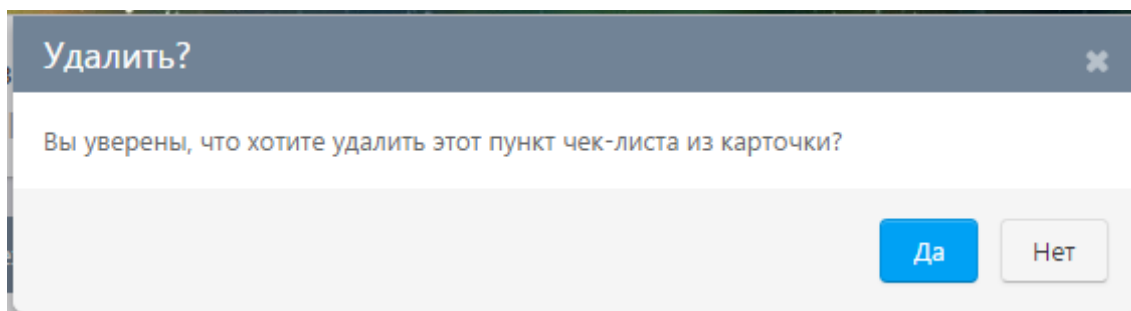 Удалить?
Вы уверены, что хотите удалить этот пункт чек-листа из карточки?
Да
Нет